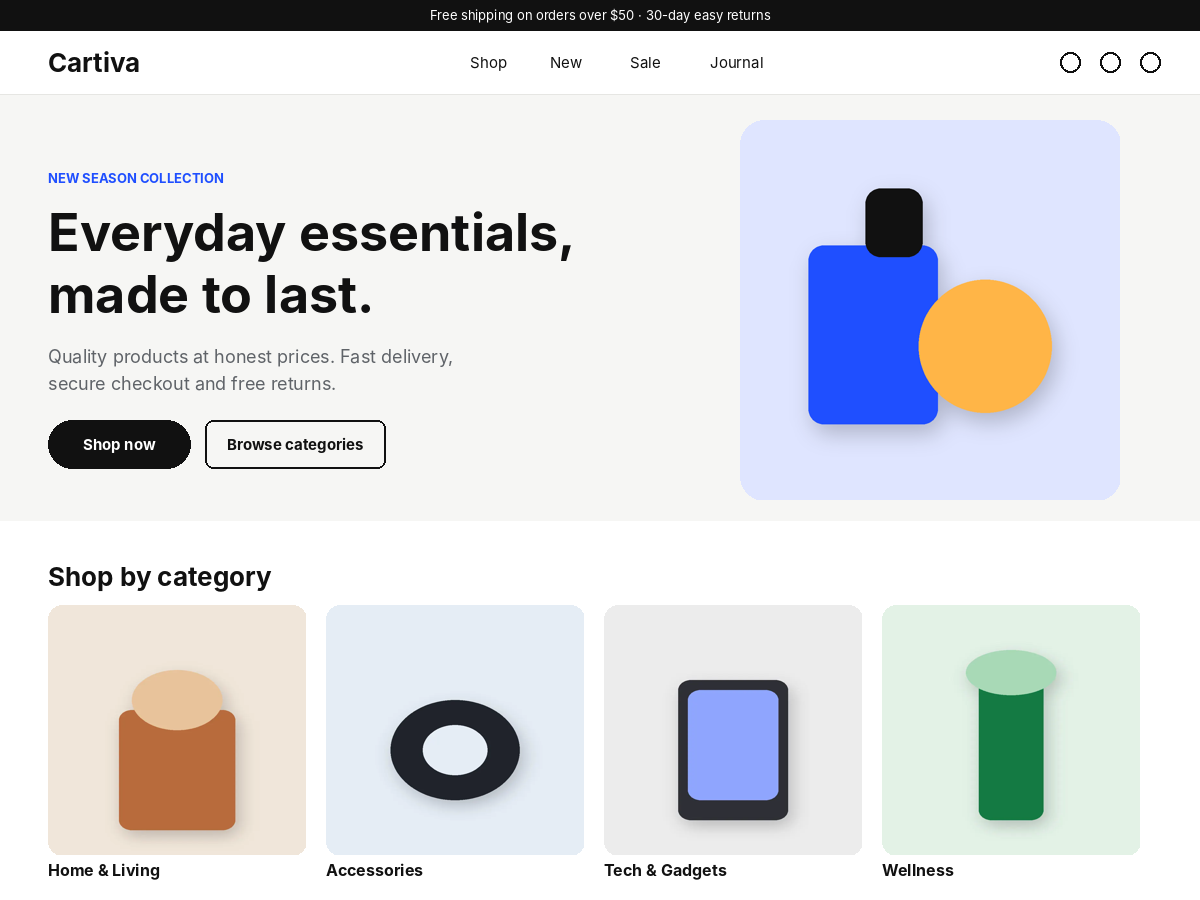 Free shipping on orders over $50 · 30-day easy returns
Cartiva
Shop
New
Sale
Journal
NEW SEASON COLLECTION
Everyday essentials,
made to last.
Quality products at honest prices. Fast delivery,
secure checkout and free returns.
Shop now
Browse categories
Shop by category
Home & Living
Accessories
Tech & Gadgets
Wellness